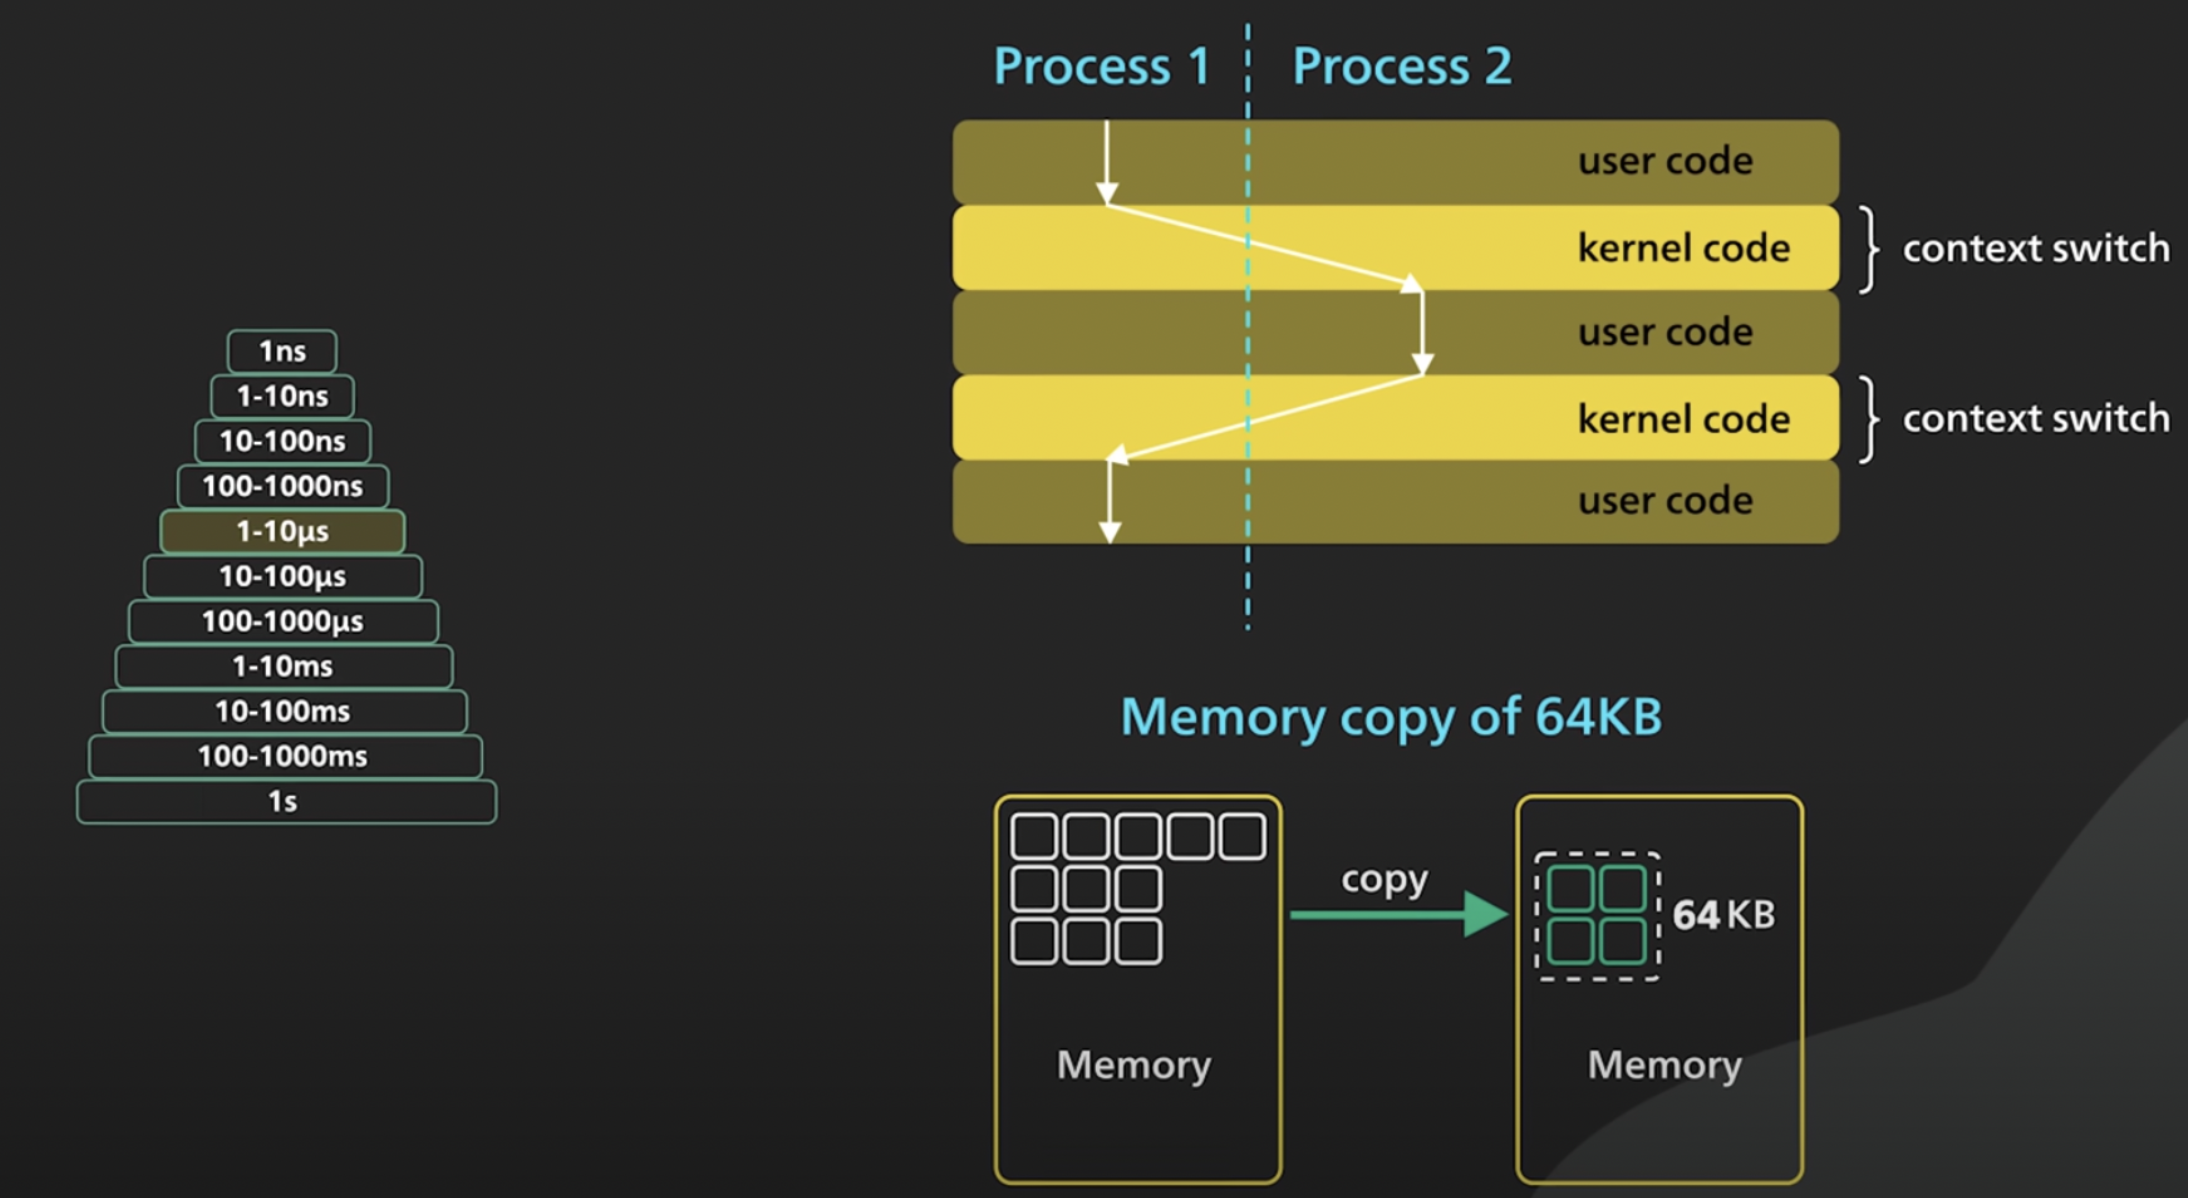 Process 1
Process 2
user code
kernel code
context switch
user code
kernel code
context switch
user code
1ns
1-10ns
10-100ns
100-1000ns
1-10μs
10-100μs
100-1000μs
1-10ms
10-100ms
100-1000ms
1s
Memory copy of 64KB
copy
64 KB
Memory
Memory